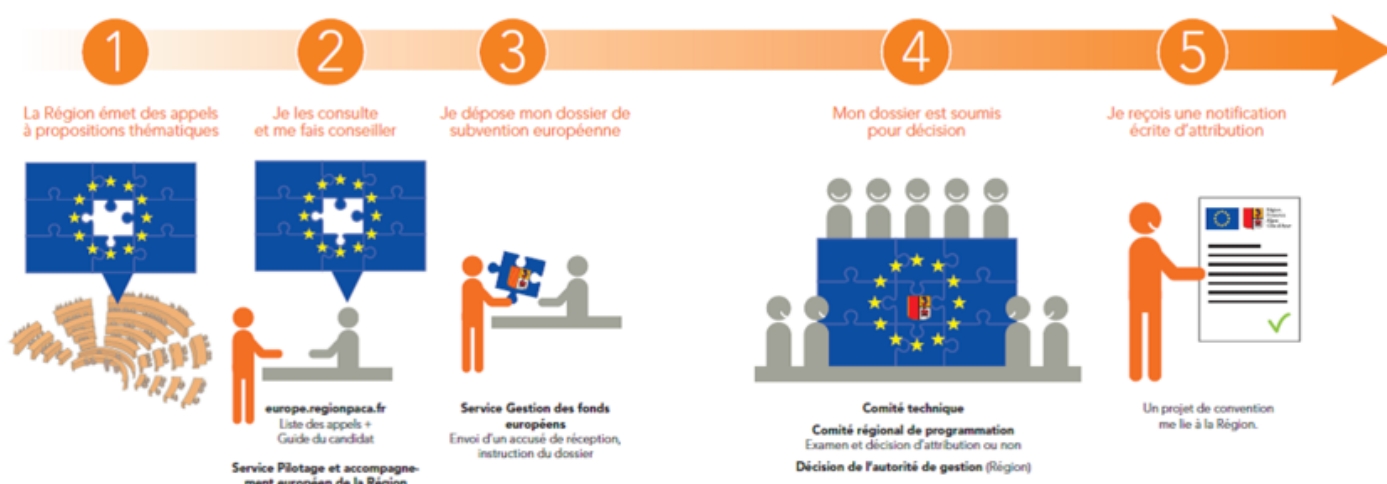 1
2
3
4
5
La Région émet des appels
à propositions thématiques
Je les consulte
et me fais conseiller
Je dépose mon dossier de
subvention européenne
Mon dossier est soumis
pour décision
Je reçois une notification
écrite d'attribution
europe.regionpaca.fr
Liste des appels +
Guide du candidat
Service Pilotage et accompagne-
ment européen de la Région
Service Gestion des fonds
européens
Envoi d'un accusé de réception,
instruction du dossier
Comité technique
Comité régional de programmation
Examen et décision d'attribution ou non
Décision de l'autorité de gestion (Région)
Un projet de convention
me lie à la Région.